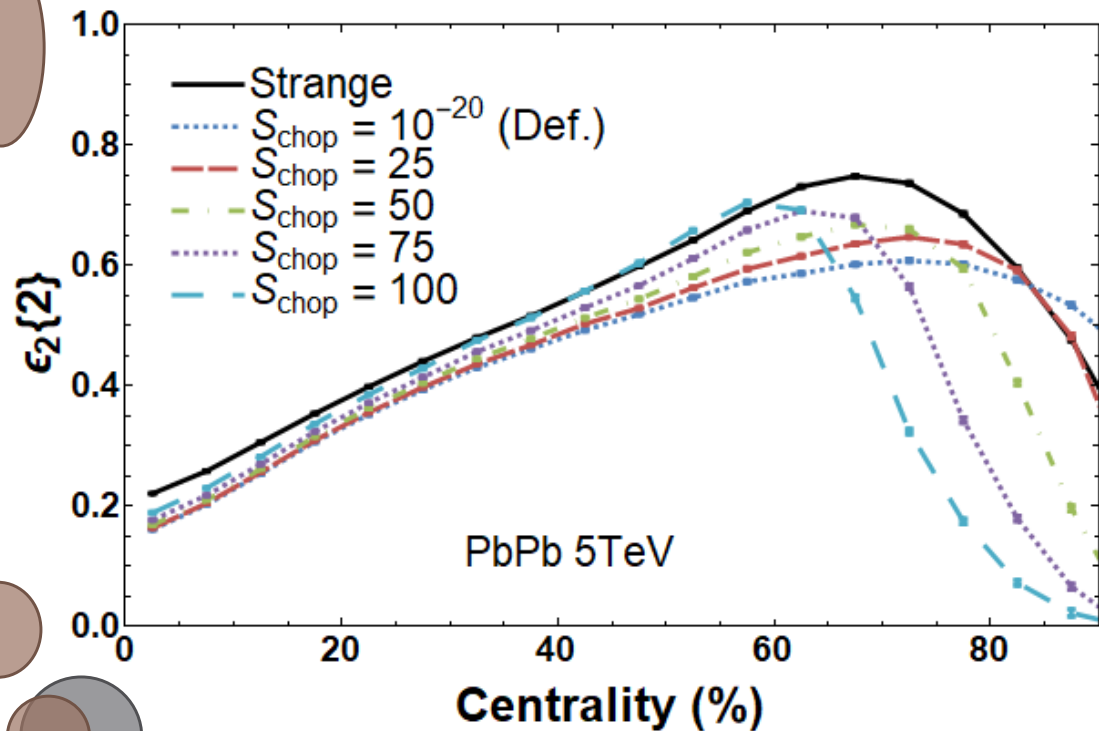 1.0
0.8
0.6
0.4
0.2
0.0
ϵ₂{2}
Strange
S_chop = 10⁻²⁰ (Def.)
S_chop = 25
S_chop = 50
S_chop = 75
S_chop = 100
PbPb 5TeV
0 20 40 60 80
Centrality (%)